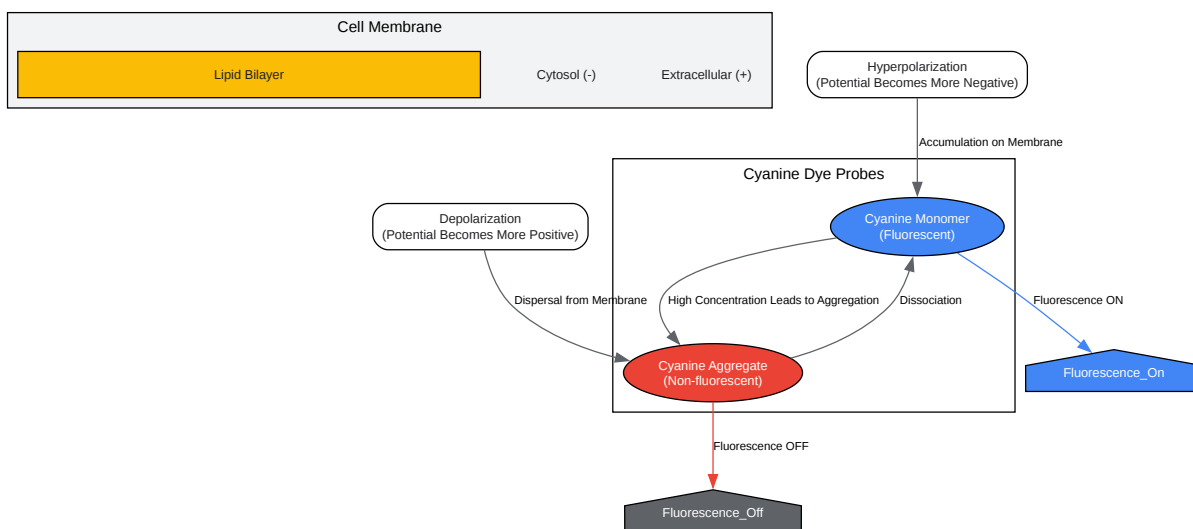 Cell Membrane
Lipid Bilayer
Cytosol (-)
Extracellular (+)
Hyperpolarization
(Potential Becomes More Negative)
Accumulation on Membrane
Cyanine Dye Probes
Depolarization
(Potential Becomes More Positive)
Cyanine Monomer
(Fluorescent)
Dispersal from Membrane
High Concentration Leads to Aggregation
Dissociation
Fluorescence ON
Cyanine Aggregate
(Non-fluorescent)
Fluorescence_On
Fluorescence OFF
Fluorescence_Off